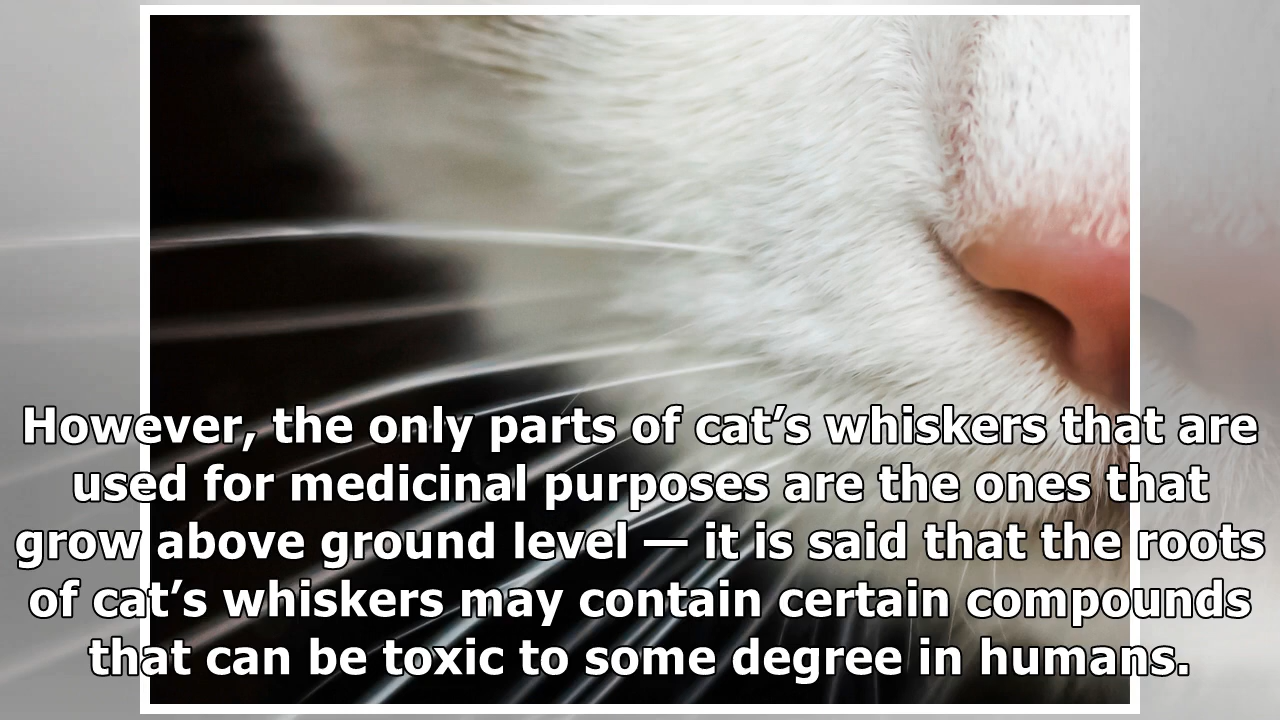 However, the only parts of cat’s whiskers that are
used for medicinal purposes are the ones that
grow above ground level — it is said that the roots
of cat’s whiskers may contain certain compounds
that can be toxic to some degree in humans.